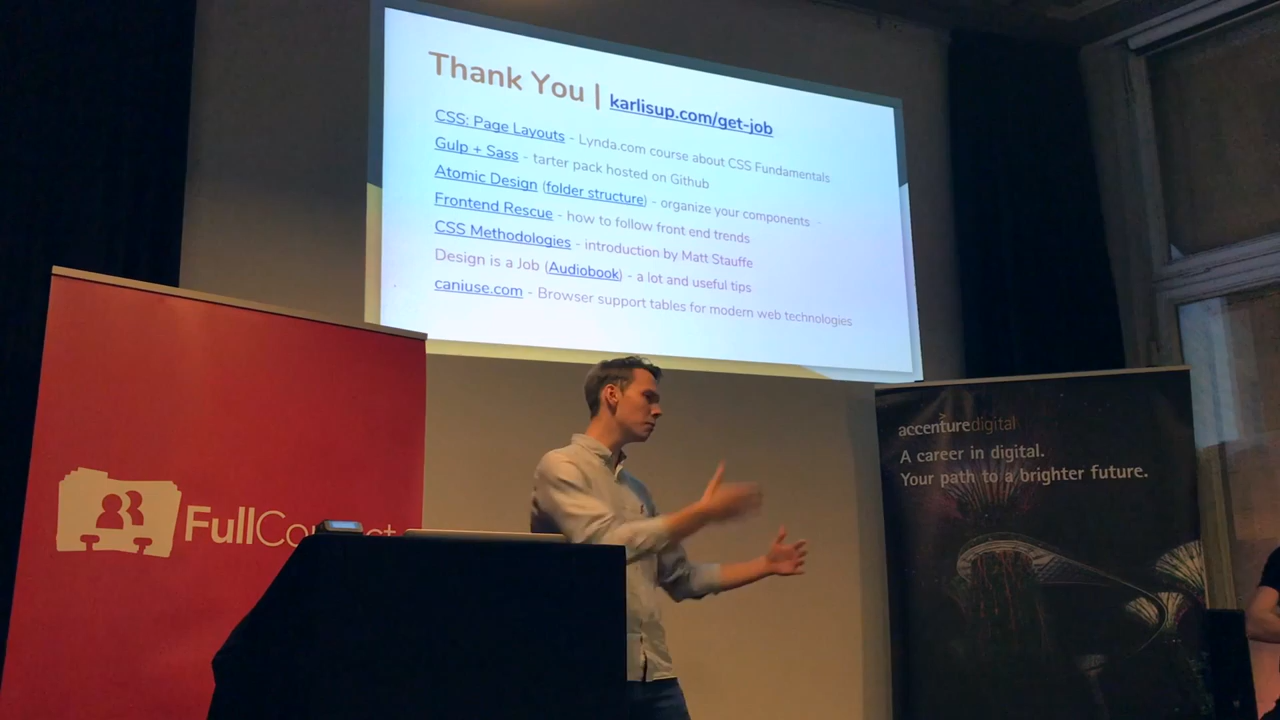 Thank You | karlisup.com/get-job
CSS: Page Layouts - Lynda.com course about CSS Fundamentals
Gulp + Sass - tarter pack hosted on Github
Atomic Design (folder structure) - organize your components -
Frontend Rescue - how to follow front end trends
CSS Methodologies - introduction by Matt Stauffe
Design is a Job (Audiobook) - a lot and useful tips
caniuse.com - Browser support tables for modern web technologies
accenturedigital
A career in digital.
Your path to a brighter future.